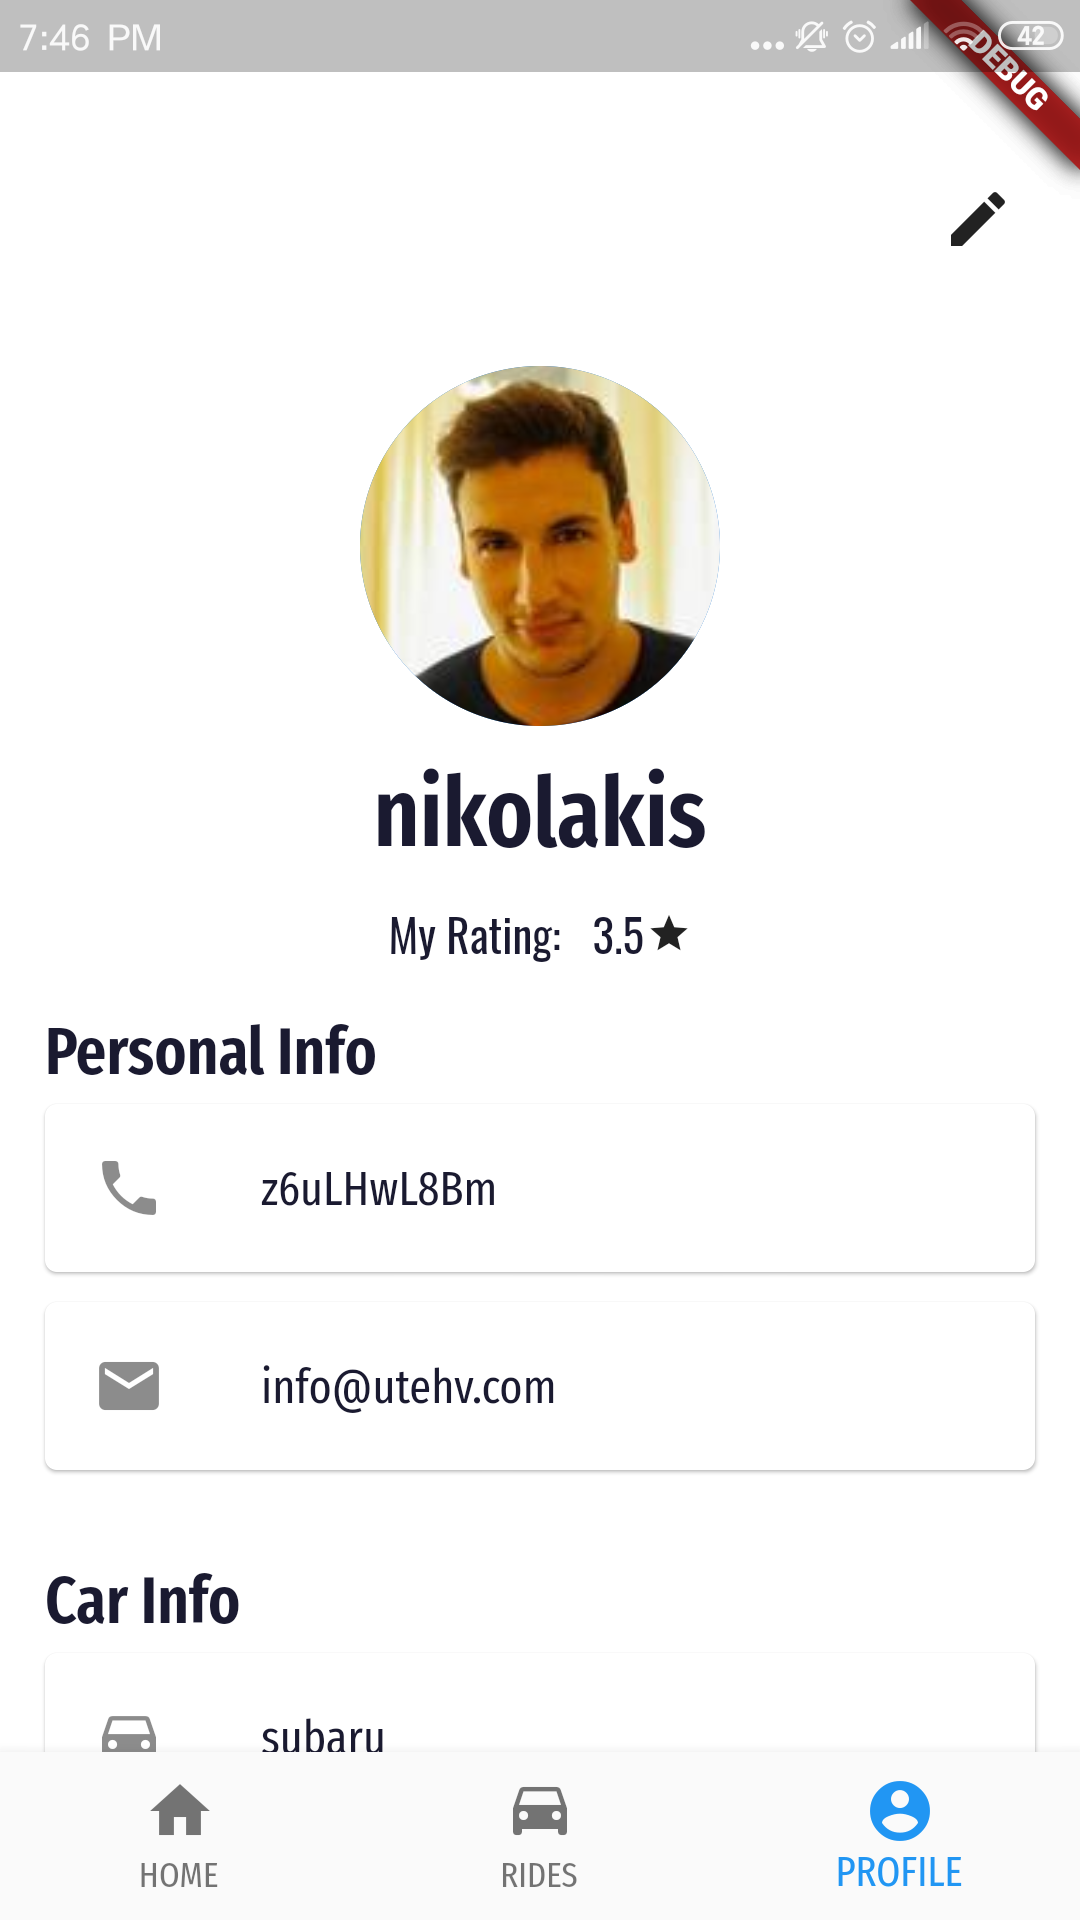 7:46 PM
42
DEBUG
nikolakis
My Rating: 3.5
Personal Info
z6uLHwL8Bm
info@utehv.com
Car Info
subaru
HOME RIDES PROFILE